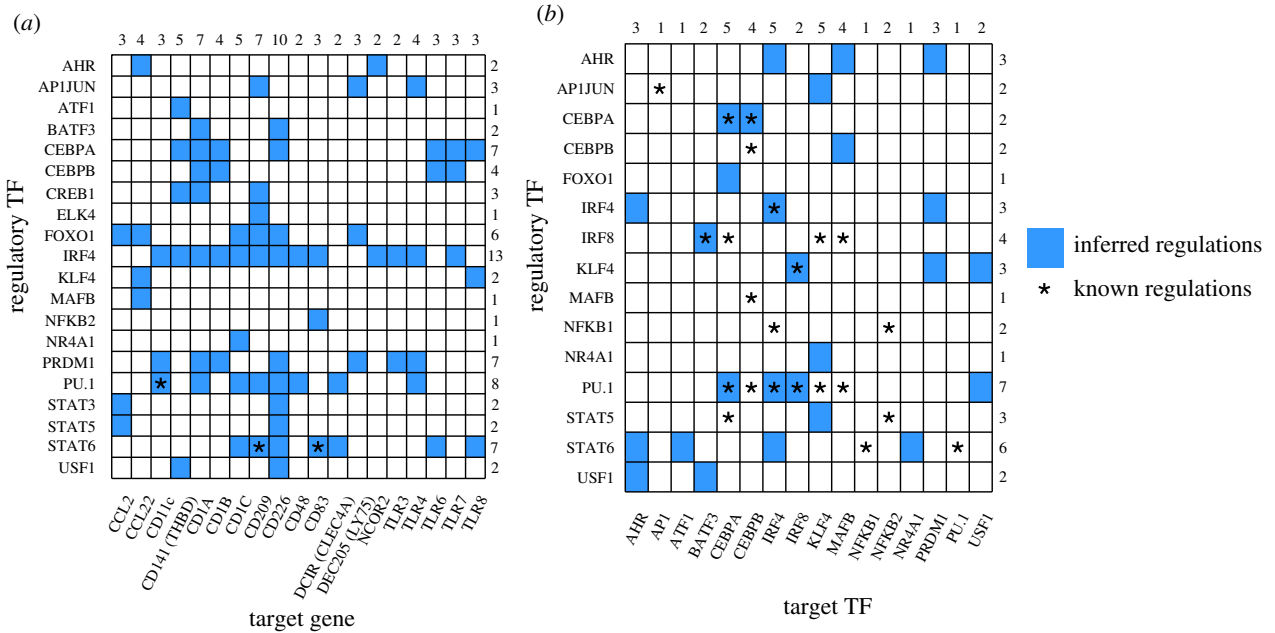 (a)
3 4 3 5 7 4 5 7 10 2 3 2 3 2 2 4 3 3 3
regulatory TF
AHR 2
AP1JUN 3
ATF1 1
BATF3 2
CEBPA 7
CEBPB 4
CREB1 3
ELK4 1
FOXO1 6
IRF4 13
KLF4 2
MAFB 1
NFKB2 1
NR4A1 1
PRDM1 7
PU.1 * 8
STAT3 2
STAT5 2
STAT6 * * 7
USF1 2
CCL2
CCL22
CD11c
CD141 (THBD)
CD1A
CD1B
CD1C
CD209
CD226
CD48
CD83
DCIR (CLEC4A)
DEC205 (LY75)
NCOR2
TLR3
TLR4
TLR6
TLR7
TLR8
target gene
(b)
3 1 1 2 5 4 5 2 4 4 1 2 1 3 1 2
regulatory TF
AHR 3
AP1JUN * 2
CEBPA * * 2
CEBPB * 2
FOXO1 1
IRF4 * 3
IRF8 * * * * 4
KLF4 * 3
MAFB * 1
NFKB1 * * 2
NR4A1 1
PU.1 * * * * * * 7
STAT5 * * 3
STAT6 * * 6
USF1 2
AHR
AP1
ATF1
BATF3
CEBPA
CEBPB
IRF4
IRF8
KLF4
MAFB
NFKB1
NFKB2
NR4A1
PRDM1
PU.1
USF1
target TF
inferred regulations
* known regulations